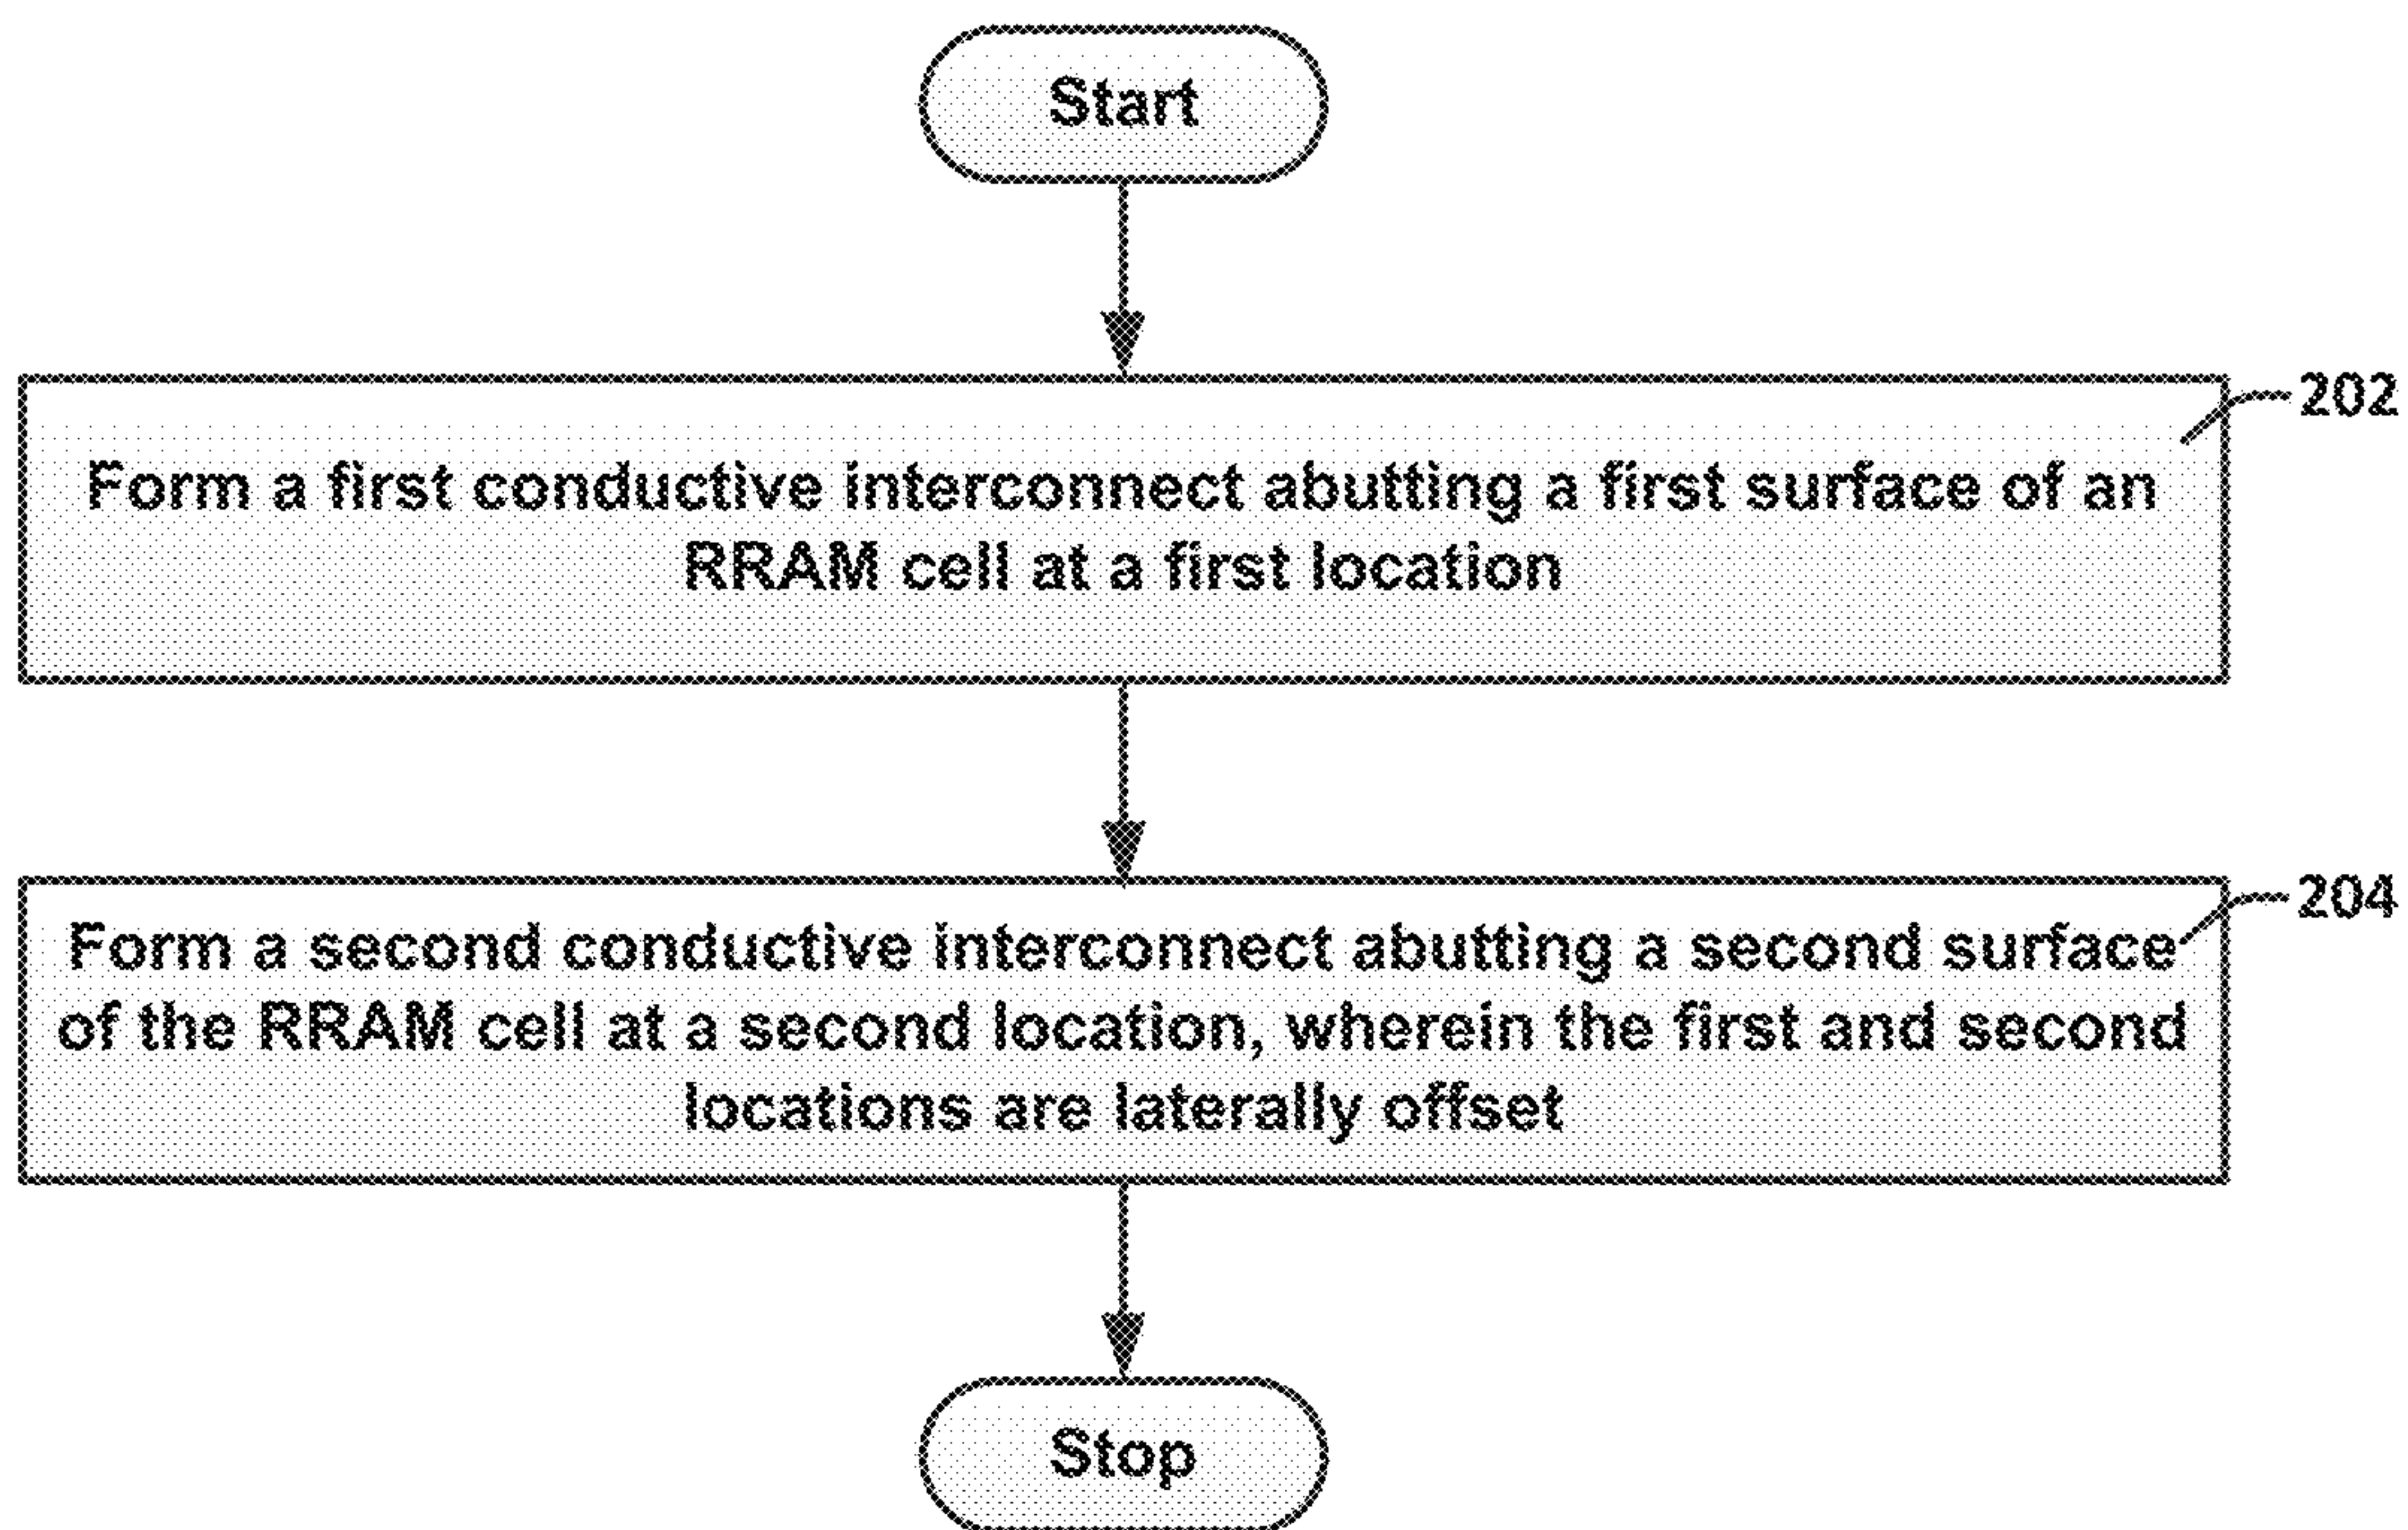 Start
202
Form a first conductive interconnect abutting a first surface of an
RRAM cell at a first location
204
Form a second conductive interconnect abutting a second surface
of the RRAM cell at a second location, wherein the first and second
locations are laterally offset
Stop